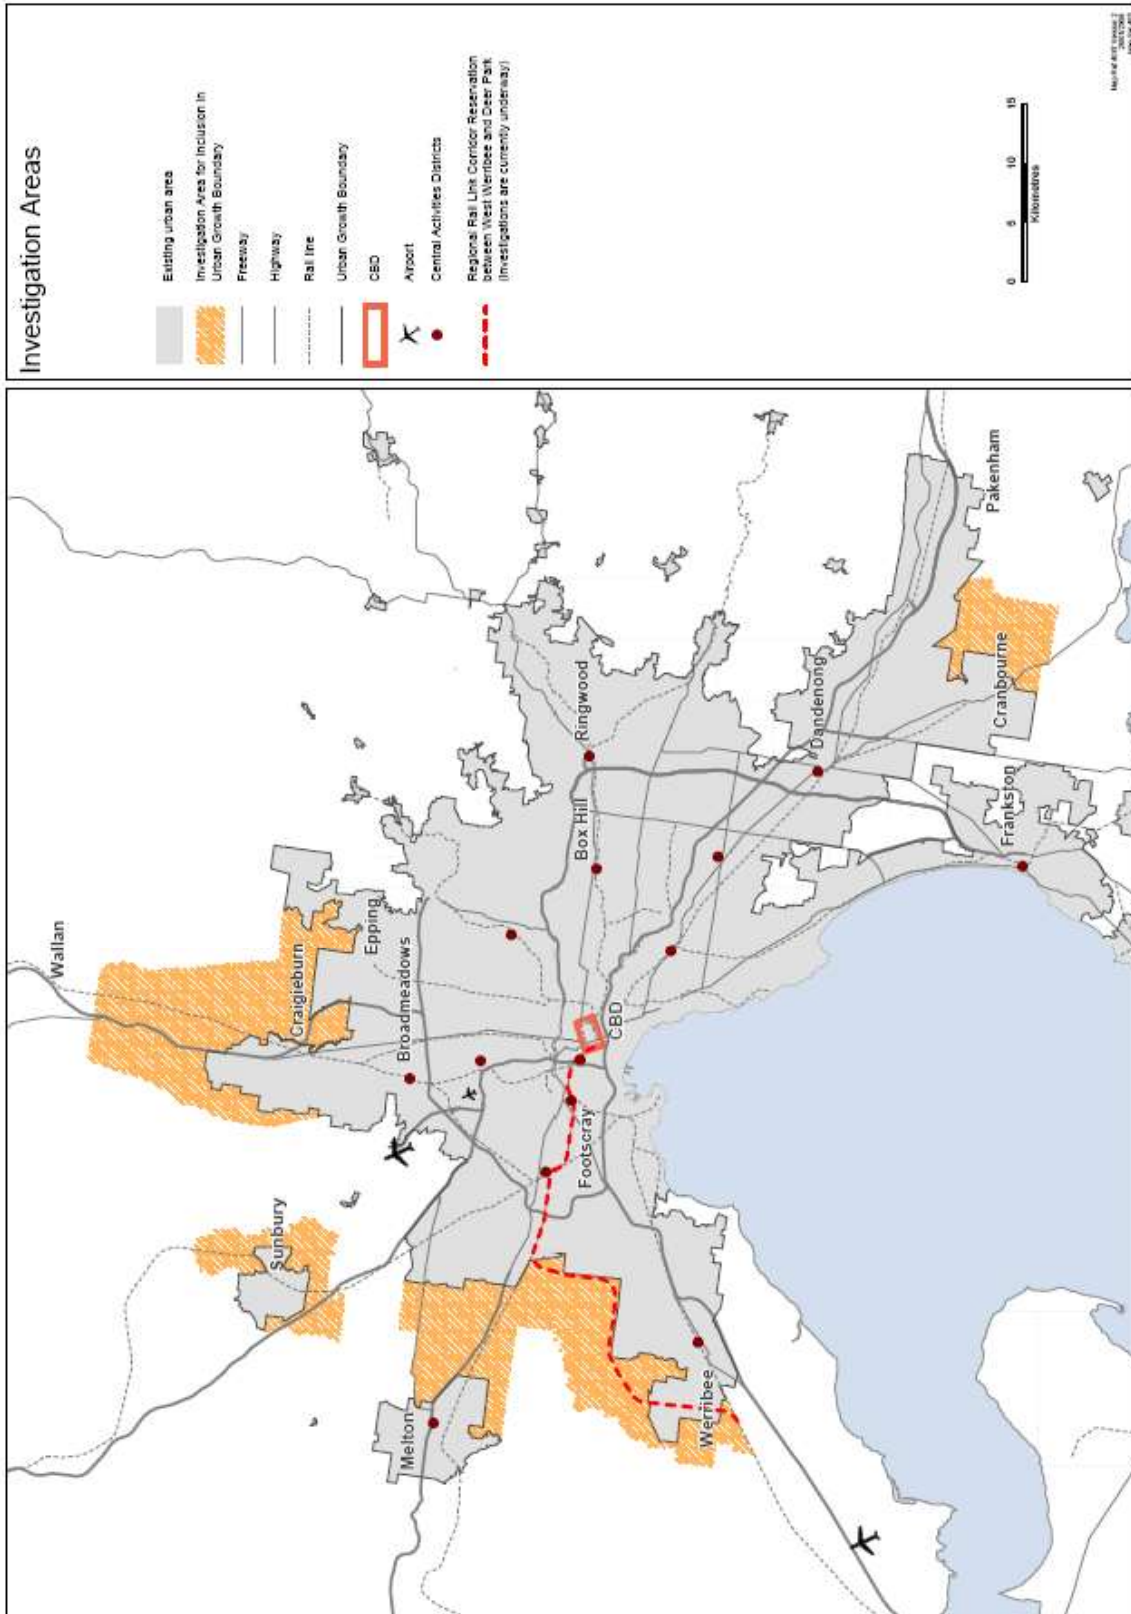 Investigation Areas
Existing urban area
Investigation Area for Inclusion in
Urban Growth Boundary
Freeway
Highway
Rail line
Urban Growth Boundary
CBD
Airport
Central Activities Districts
Regional Rail Link Corridor Reservation
between West Werribee and Deer Park
(Investigations are currently underway)
0 5 10 15
Kilometres
Wallan
Craigieburn
Epping
Broadmeadows
Sunbury
Melton
Footscray
CBD
Box Hill
Ringwood
Werribee
Dandenong
Frankston
Cranbourne
Pakenham